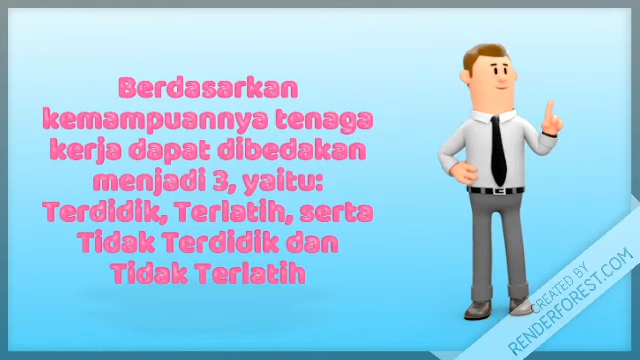 Berdasarkan
kemampuannya tenaga
kerja dapat dibedakan
menjadi 3, yaitu:
Terdidik, Terlatih, serta
Tidak Terdidik dan
Tidak Terlatih
CREATED BY
RENDERFOREST.COM